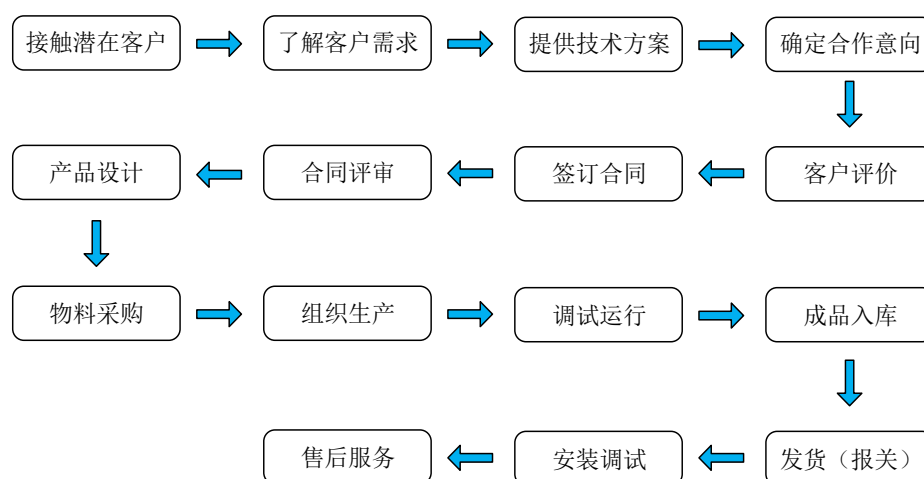 接触潜在客户
了解客户需求
提供技术方案
确定合作意向
客户评价
签订合同
合同评审
产品设计
物料采购
组织生产
调试运行
成品入库
发货（报关）
安装调试
售后服务